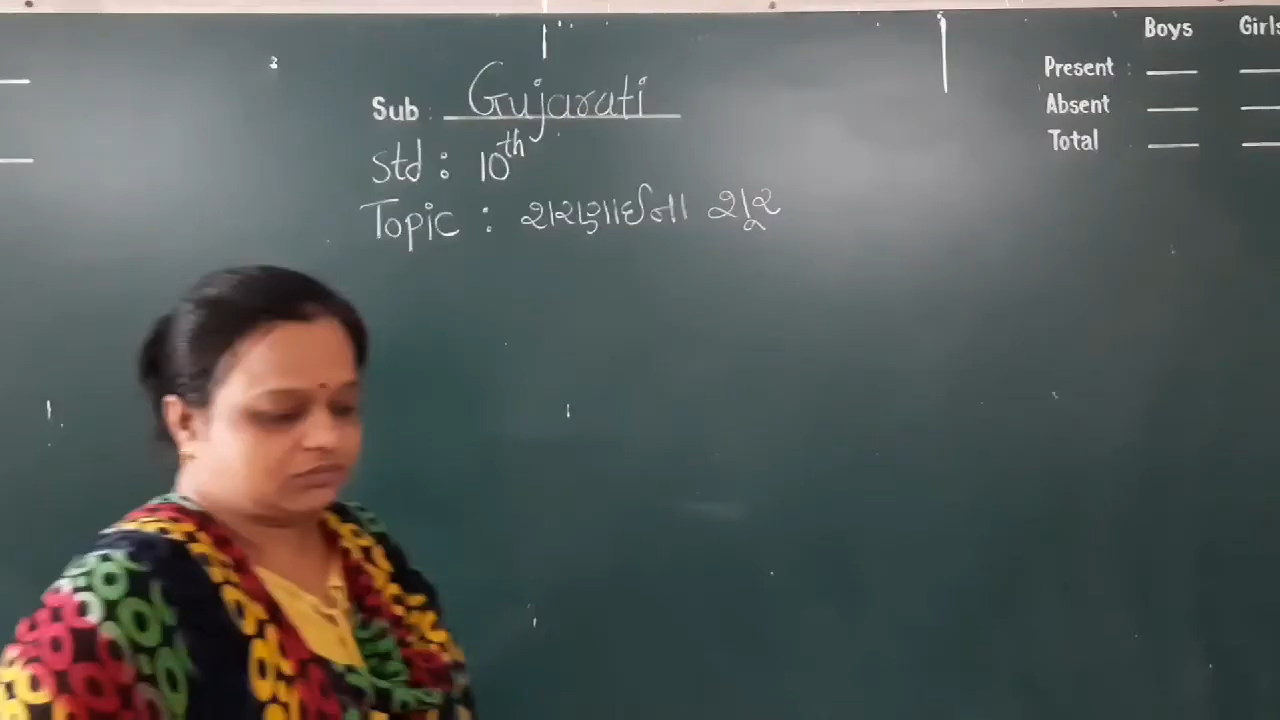 Boys Girls
Sub : Gujarati
Present :
Absent
Std : 10th
Total
Topic : શરણાઈના શૂર